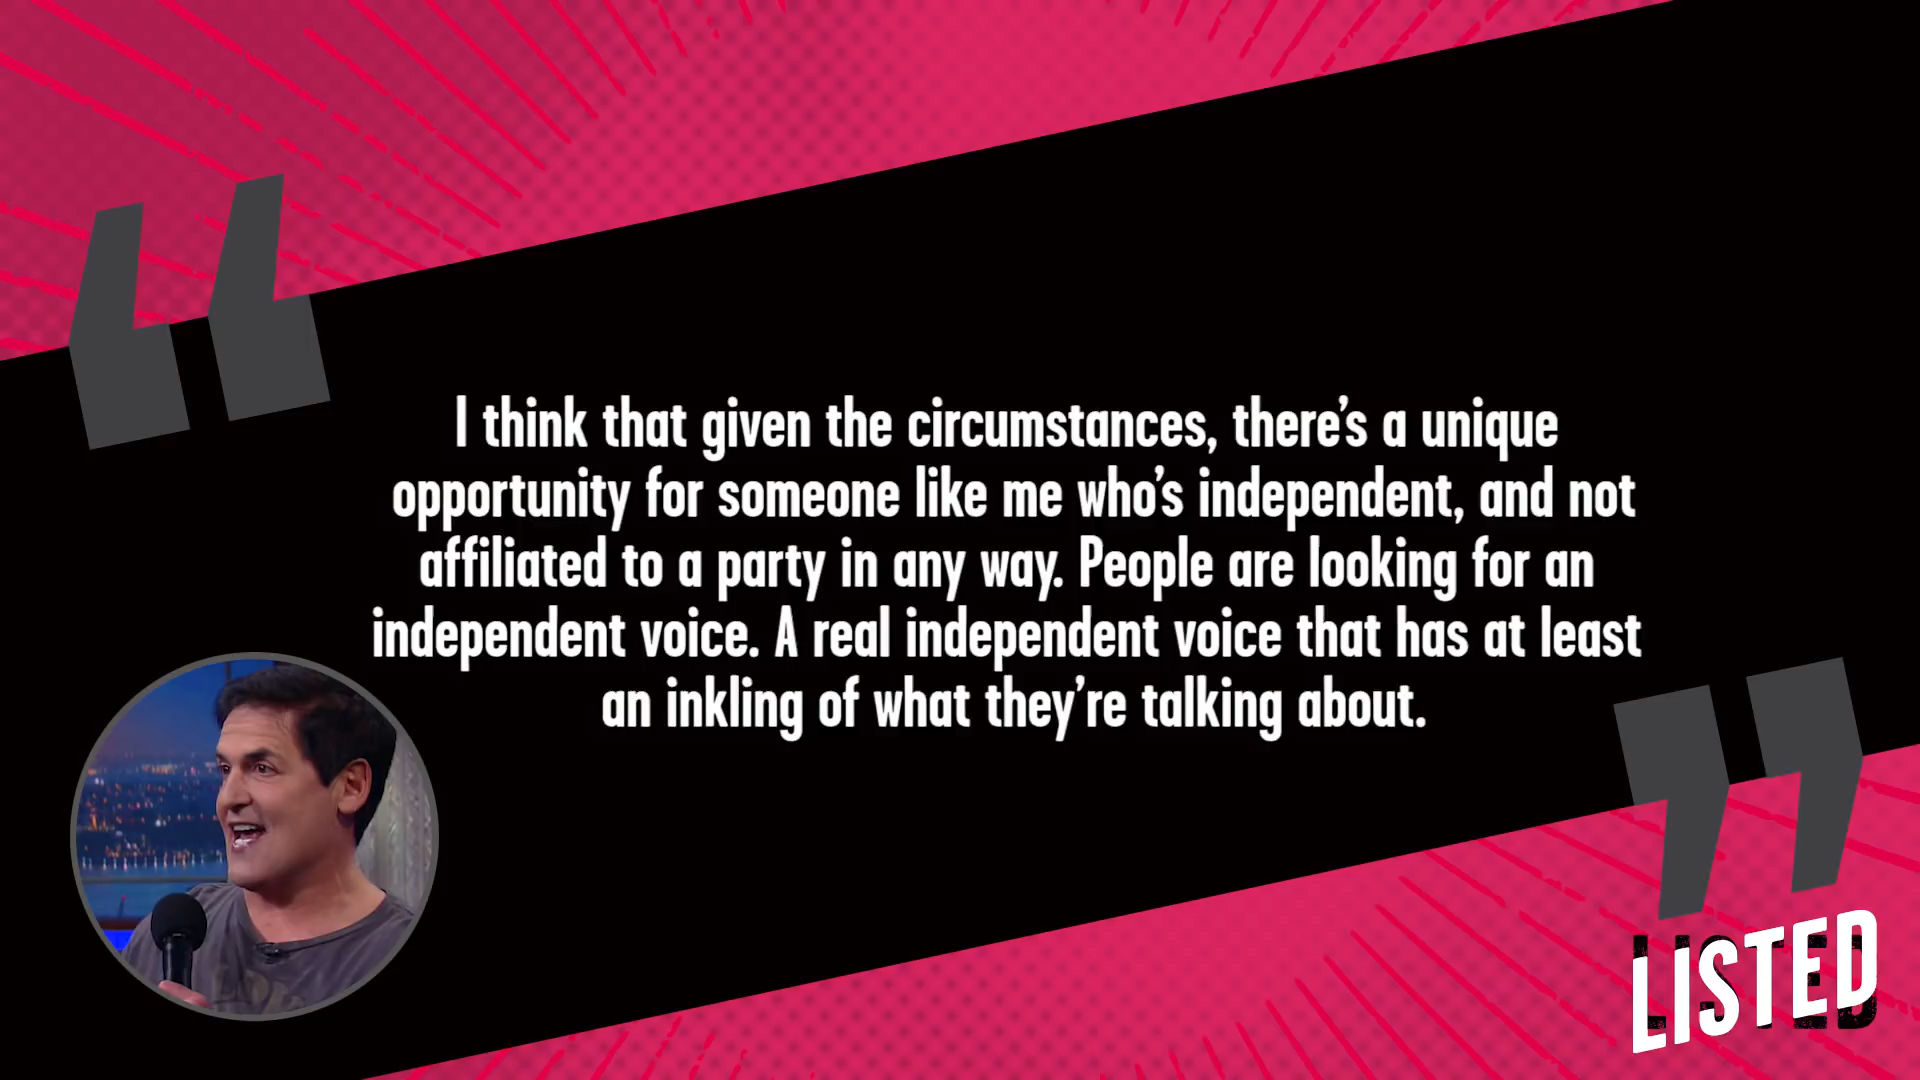 I think that given the circumstances, there’s a unique
opportunity for someone like me who’s independent, and not
affiliated to a party in any way. People are looking for an
independent voice. A real independent voice that has at least
an inkling of what they’re talking about.
LISTED